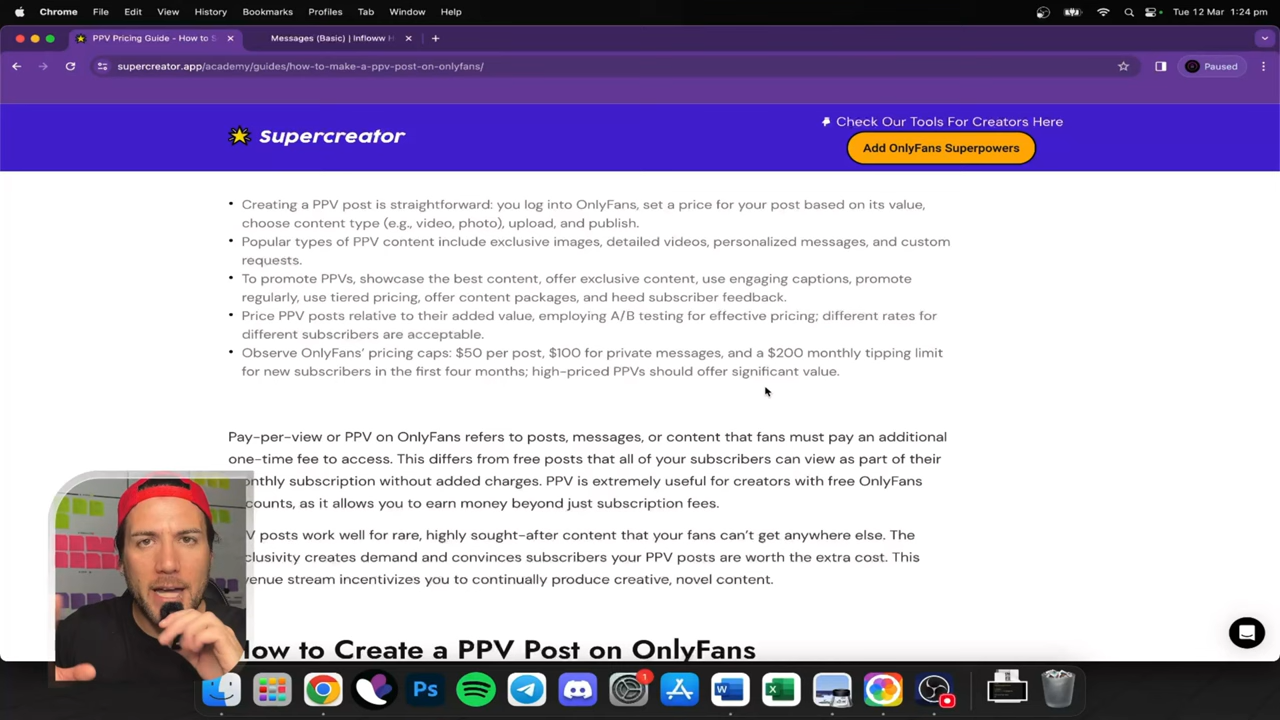 Chrome File Edit View History Bookmarks Profiles Tab Window Help Tue 12 Mar 1:24 pm
PPV Pricing Guide - How to S Messages (Basic) | Infloww H
supercreator.app/academy/guides/how-to-make-a-ppv-post-on-onlyfans/ Paused
Supercreator
Check Our Tools For Creators Here
Add OnlyFans Superpowers
• Creating a PPV post is straightforward: you log into OnlyFans, set a price for your post based on its value,
choose content type (e.g., video, photo), upload, and publish.
• Popular types of PPV content include exclusive images, detailed videos, personalized messages, and custom
requests.
• To promote PPVs, showcase the best content, offer exclusive content, use engaging captions, promote
regularly, use tiered pricing, offer content packages, and heed subscriber feedback.
• Price PPV posts relative to their added value, employing A/B testing for effective pricing; different rates for
different subscribers are acceptable.
• Observe OnlyFans' pricing caps: $50 per post, $100 for private messages, and a $200 monthly tipping limit
for new subscribers in the first four months; high-priced PPVs should offer significant value.
Pay-per-view or PPV on OnlyFans refers to posts, messages, or content that fans must pay an additional
one-time fee to access. This differs from free posts that all of your subscribers can view as part of their
onthly subscription without added charges. PPV is extremely useful for creators with free OnlyFans
counts, as it allows you to earn money beyond just subscription fees.
V posts work well for rare, highly sought-after content that your fans can't get anywhere else. The
clusivity creates demand and convinces subscribers your PPV posts are worth the extra cost. This
venue stream incentivizes you to continually produce creative, novel content.
How to Create a PPV Post on OnlyFans
Ps
1
W
X